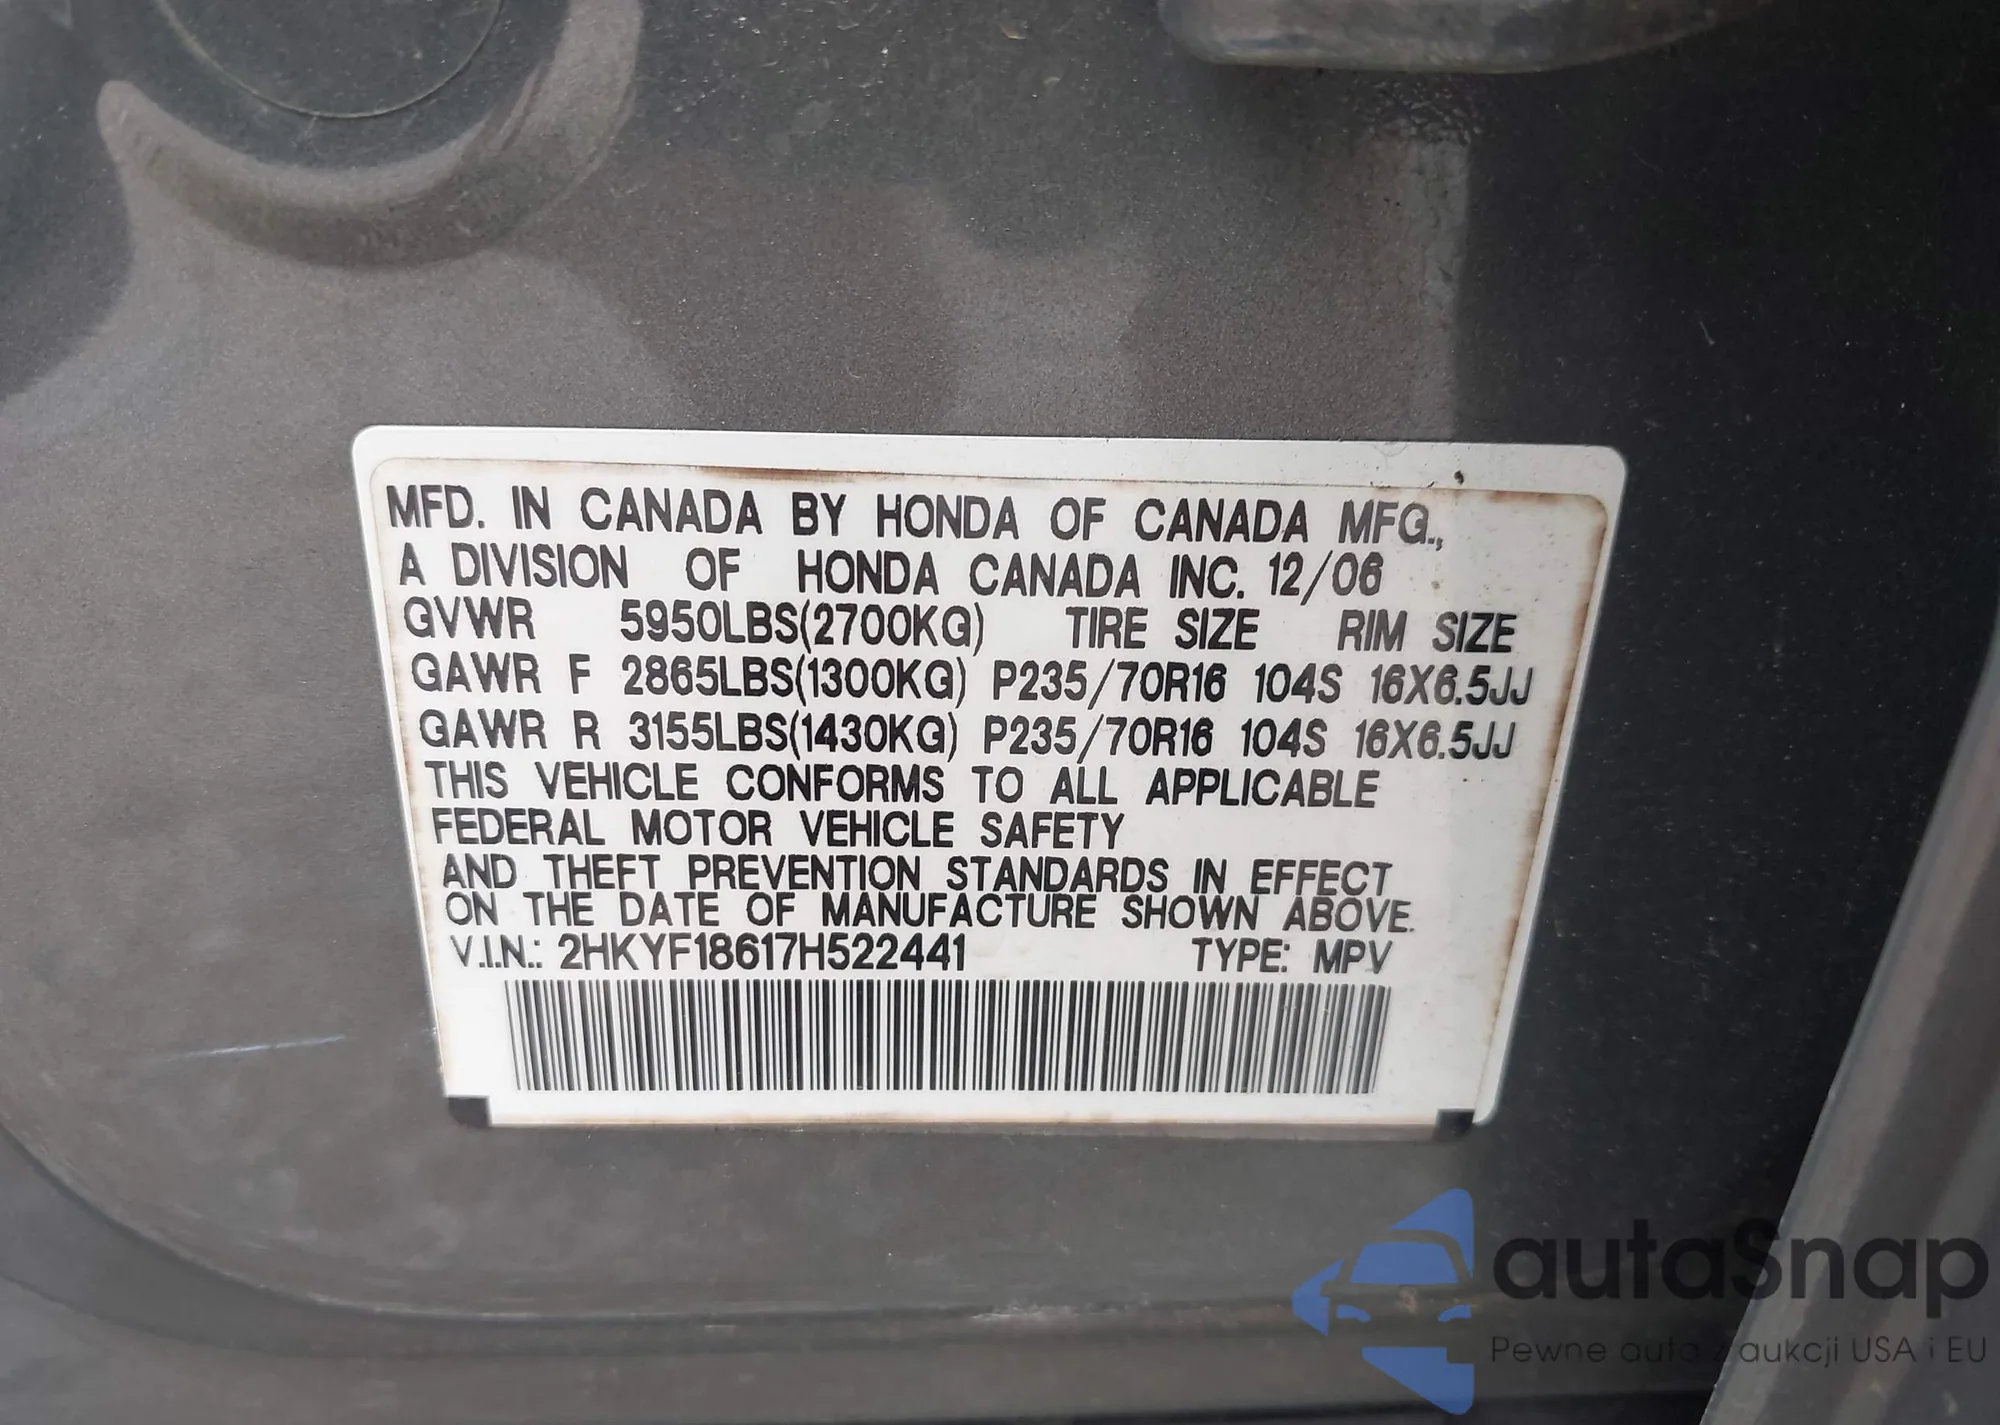 MFD. IN CANADA BY HONDA OF CANADA MFG.,
A DIVISION OF HONDA CANADA INC. 12/06
GVWR 5950LBS(2700KG) TIRE SIZE RIM SIZE
GAWR F 2865LBS(1300KG) P235/70R16 104S 16X6.5JJ
GAWR R 3155LBS(1430KG) P235/70R16 104S 16X6.5JJ
THIS VEHICLE CONFORMS TO ALL APPLICABLE
FEDERAL MOTOR VEHICLE SAFETY
AND THEFT PREVENTION STANDARDS IN EFFECT
ON THE DATE OF MANUFACTURE SHOWN ABOVE.
V.I.N.: 2HKYF18617H522441 TYPE: MPV
autaSnap
Pewne auta z aukcji USA i EU